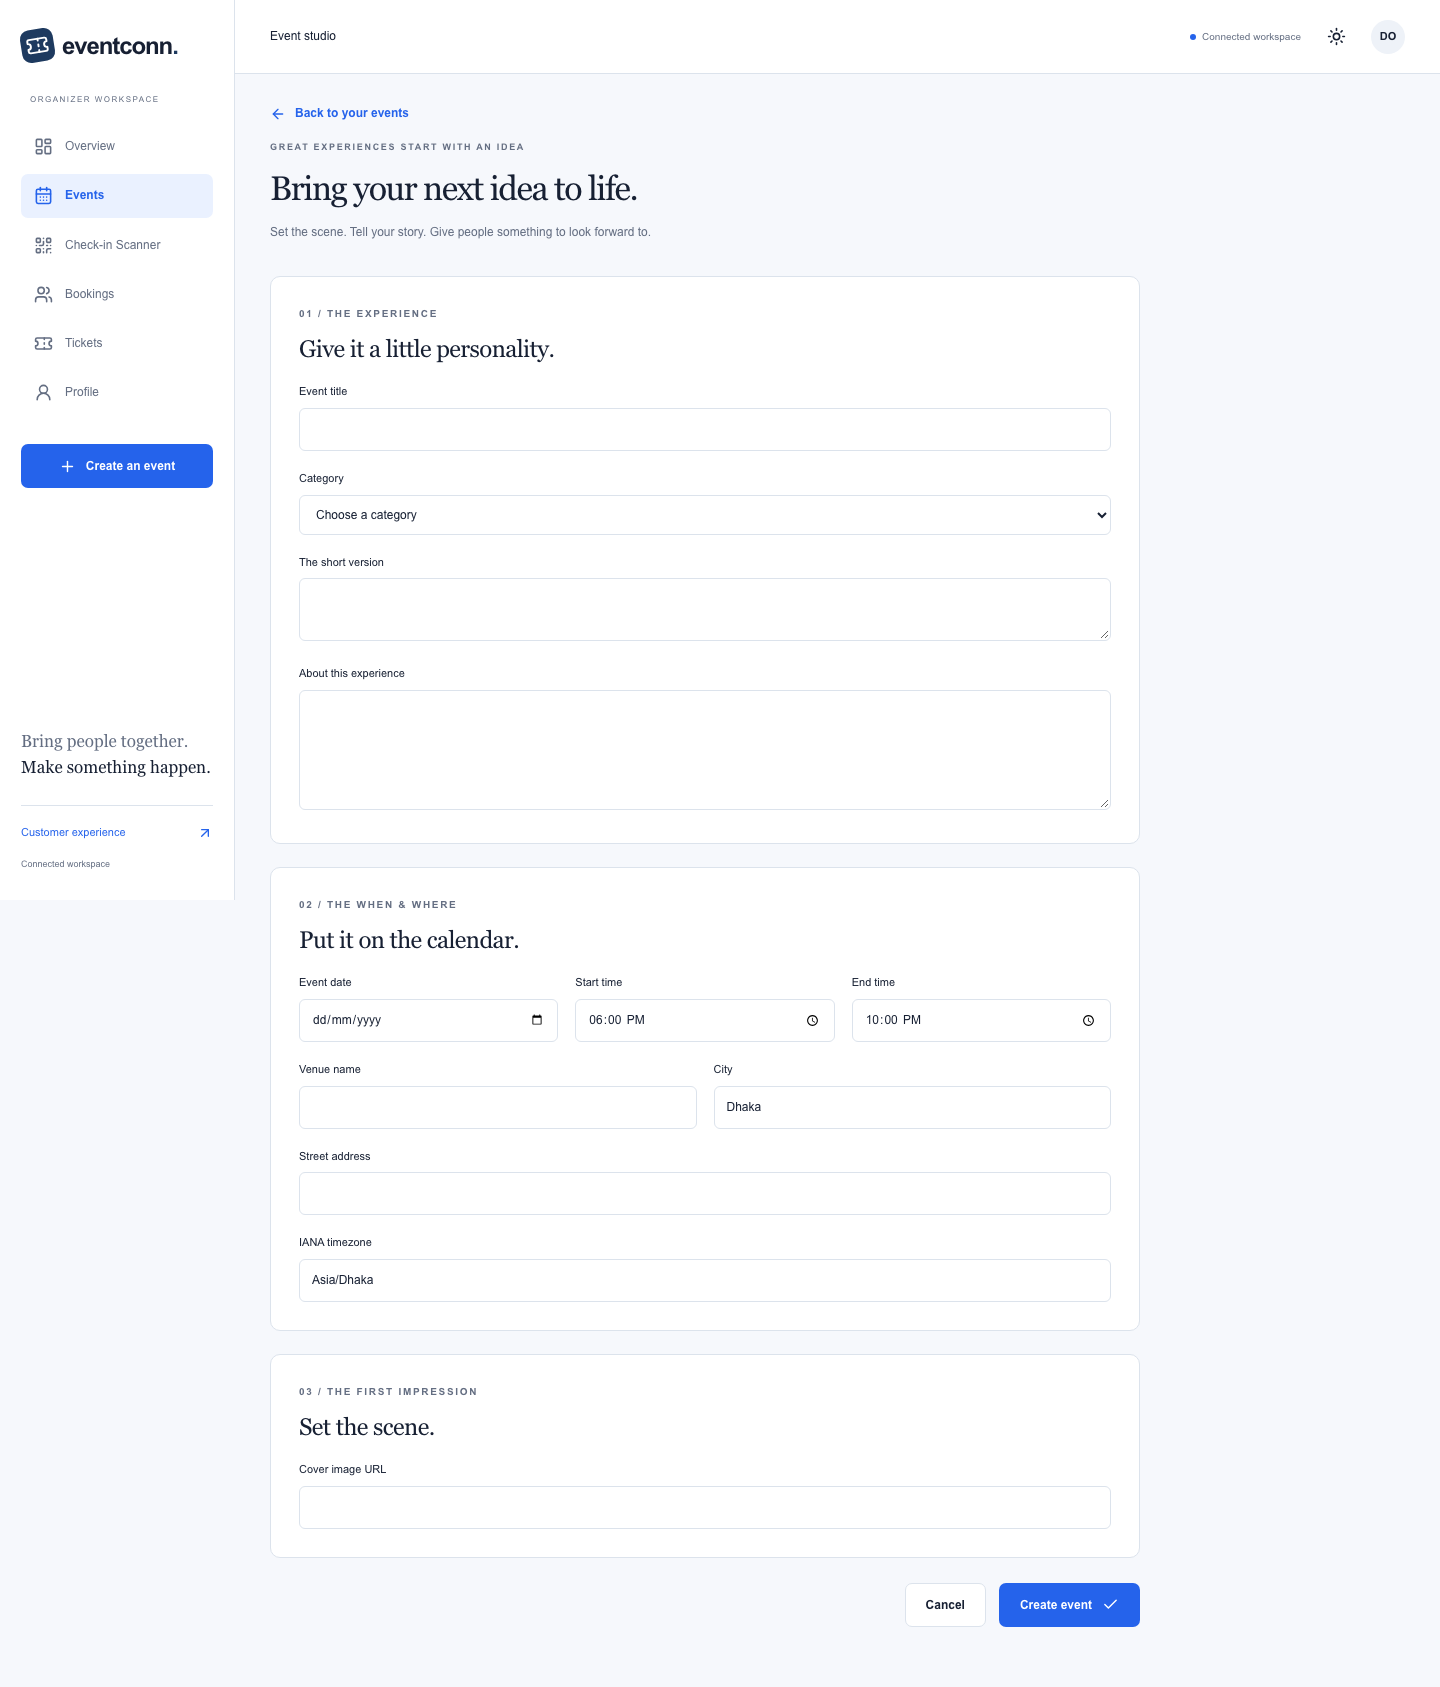 eventconn.
ORGANIZER WORKSPACE
Overview
Events
Check-in Scanner
Bookings
Tickets
Profile
Create an event
Bring people together.
Make something happen.
Customer experience
Connected workspace
Event studio
Connected workspace
DO
Back to your events
GREAT EXPERIENCES START WITH AN IDEA
Bring your next idea to life.
Set the scene. Tell your story. Give people something to look forward to.
01 / THE EXPERIENCE
Give it a little personality.
Event title
Category
Choose a category
The short version
About this experience
02 / THE WHEN & WHERE
Put it on the calendar.
Event date
Start time
End time
dd/mm/yyyy
06:00 PM
10:00 PM
Venue name
City
Dhaka
Street address
IANA timezone
Asia/Dhaka
03 / THE FIRST IMPRESSION
Set the scene.
Cover image URL
Cancel
Create event